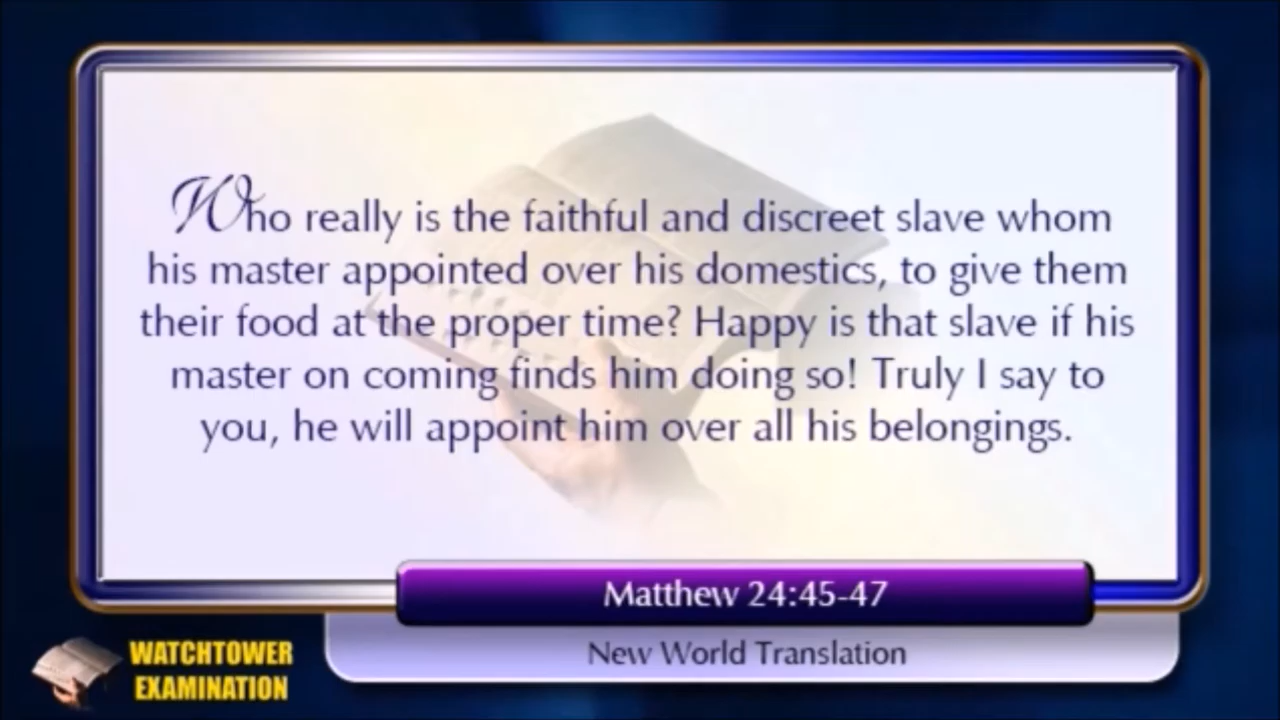 Who really is the faithful and discreet slave whom
his master appointed over his domestics, to give them
their food at the proper time? Happy is that slave if his
master on coming finds him doing so! Truly I say to
you, he will appoint him over all his belongings.
Matthew 24:45-47
New World Translation
WATCHTOWER
EXAMINATION